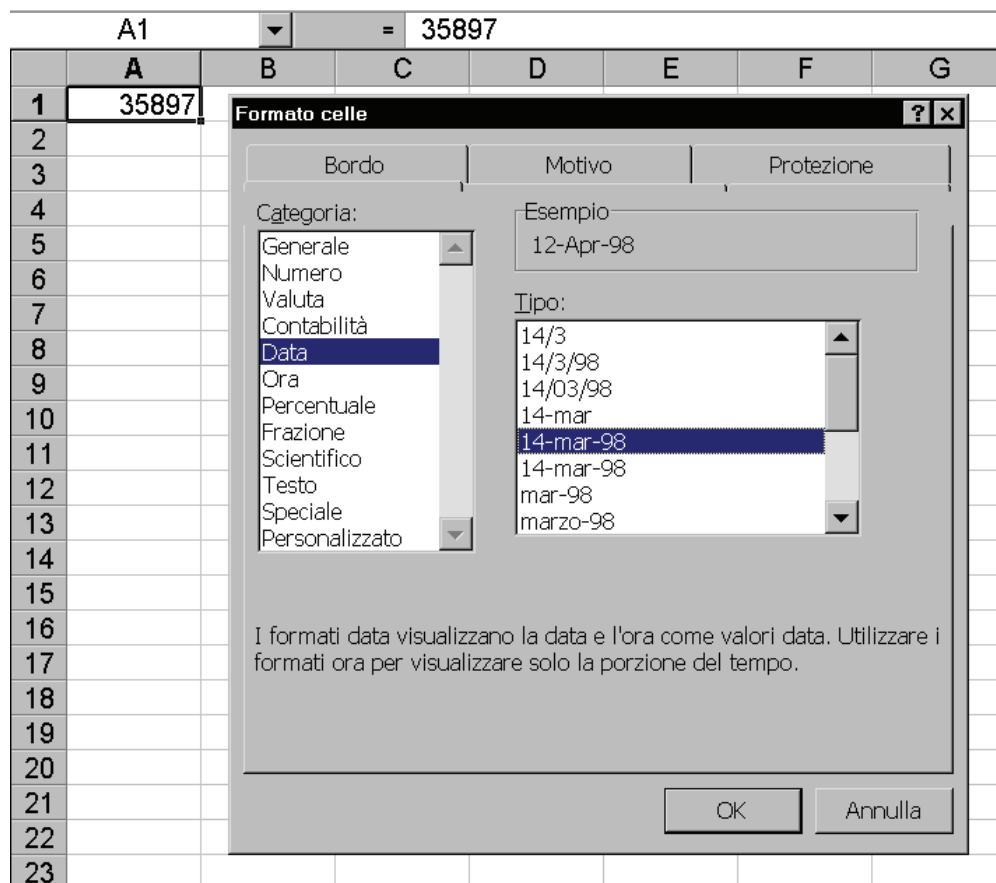 A1 = 35897
A B C D E F G
1 35897
2
3
4
5
6
7
8
9
10
11
12
13
14
15
16
17
18
19
20
21
22
23
Formato celle ? ×
Bordo Motivo Protezione
Categoria:
Generale
Numero
Valuta
Contabilità
Data
Ora
Percentuale
Frazione
Scientifico
Testo
Speciale
Personalizzato
Esempio
12-Apr-98
Tipo:
14/3
14/3/98
14/03/98
14-mar
14-mar-98
14-mar-98
mar-98
marzo-98
I formati data visualizzano la data e l'ora come valori data. Utilizzare i
formati ora per visualizzare solo la porzione del tempo.
OK Annulla